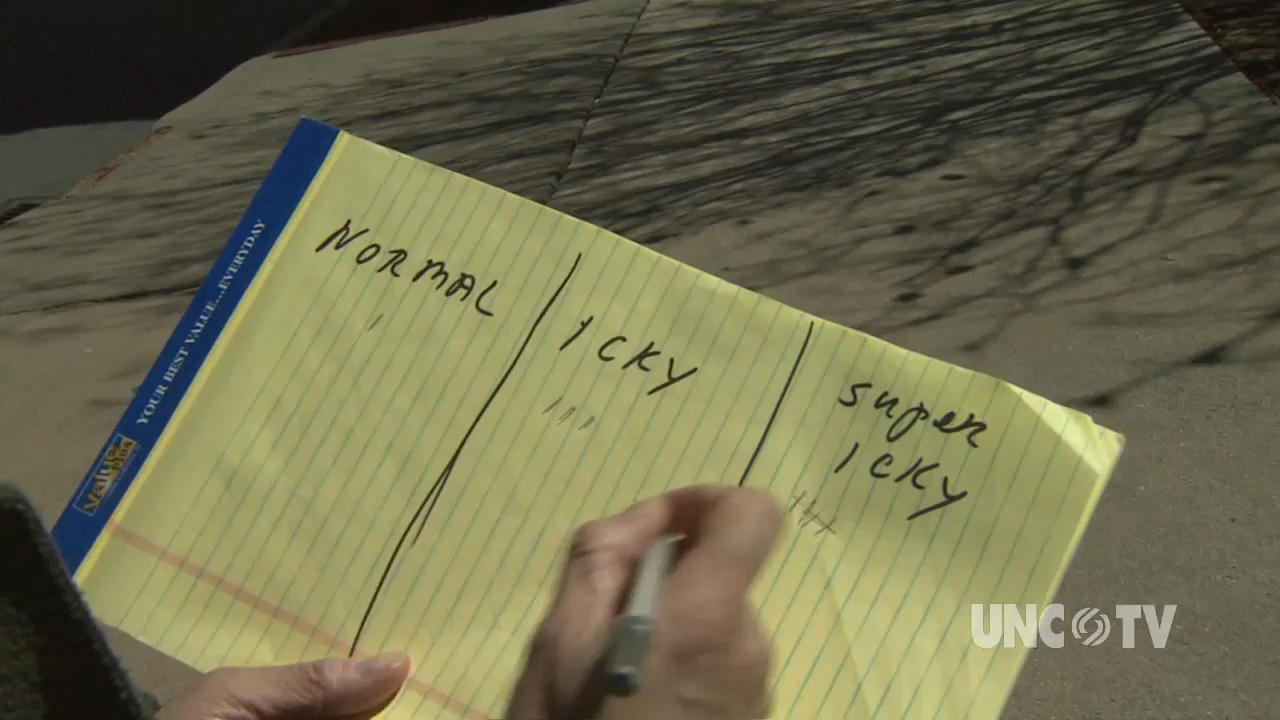 NORMAL
ICKY
super
ICKY
YOUR BEST VALUE...EVERYDAY
UNC TV